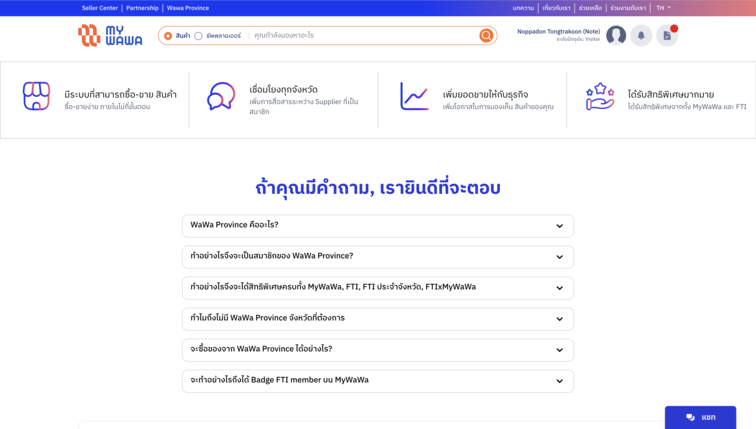 Seller Center | Partnership | Wawa Province
บทความ | เกี่ยวกับเรา | ช่วยเหลือ | ร่วมงานกับเรา | TH
MY WAWA
สินค้า
ซัพพลายเออร์
คุณกำลังมองหาอะไร
Noppadon Tongtrakoon (Note)
ระดับปัจจุบัน: Visitor
มีระบบที่สามารถซื้อ-ขาย สินค้า
ซื้อ-ขายง่าย ภายในไม่กี่ขั้นตอน
เชื่อมโยงทุกจังหวัด
เพิ่มการสื่อสารระหว่าง Supplier ที่เป็น
สมาชิก
เพิ่มยอดขายให้กับธุรกิจ
เพิ่มโอกาสในการมองเห็น สินค้าของคุณ
ได้รับสิทธิพิเศษมากมาย
ได้รับสิทธิพิเศษจากทั้ง MyWaWa และ FTI
ถ้าคุณมีคำถาม, เรายินดีที่จะตอบ
WaWa Province คืออะไร?
ทำอย่างไรจึงจะเป็นสมาชิกของ WaWa Province?
ทำอย่างไรจึงจะได้สิทธิพิเศษครบทั้ง MyWaWa, FTI, FTI ประจำจังหวัด, FTIxMyWaWa
ทำไมถึงไม่มี WaWa Province จังหวัดที่ต้องการ
จะซื้อของจาก WaWa Province ได้อย่างไร?
จะทำอย่างไรถึงได้ Badge FTI member บน MyWaWa
แชท